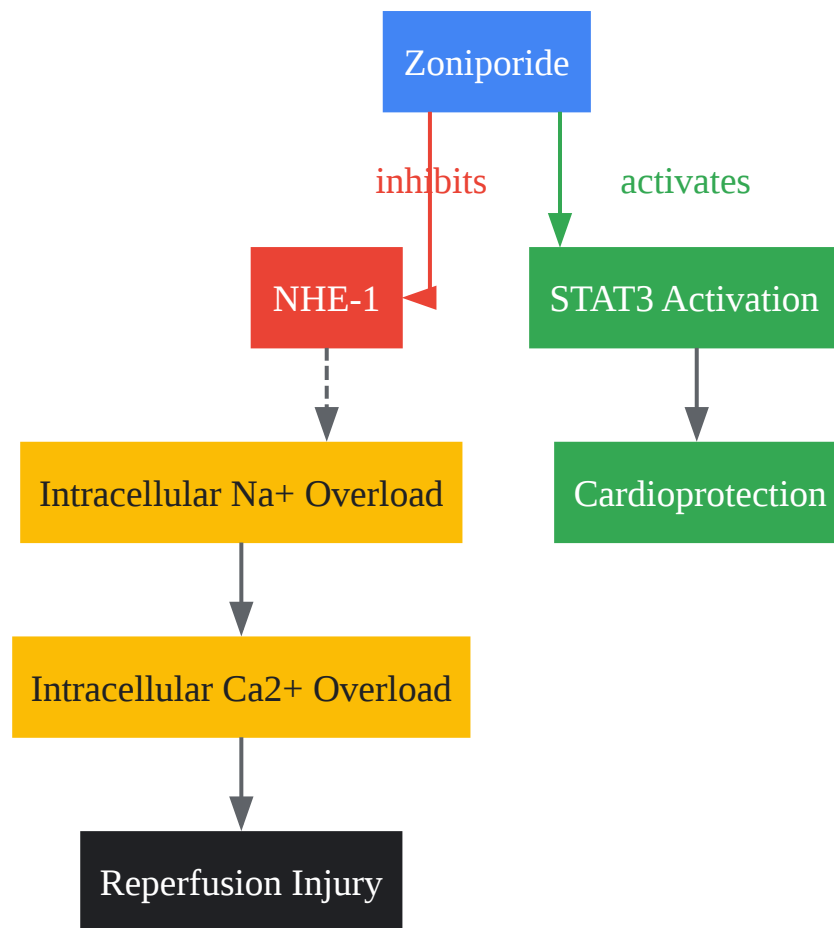 Zoniporide
inhibits
activates
NHE-1
STAT3 Activation
Intracellular Na+ Overload
Cardioprotection
Intracellular Ca2+ Overload
Reperfusion Injury